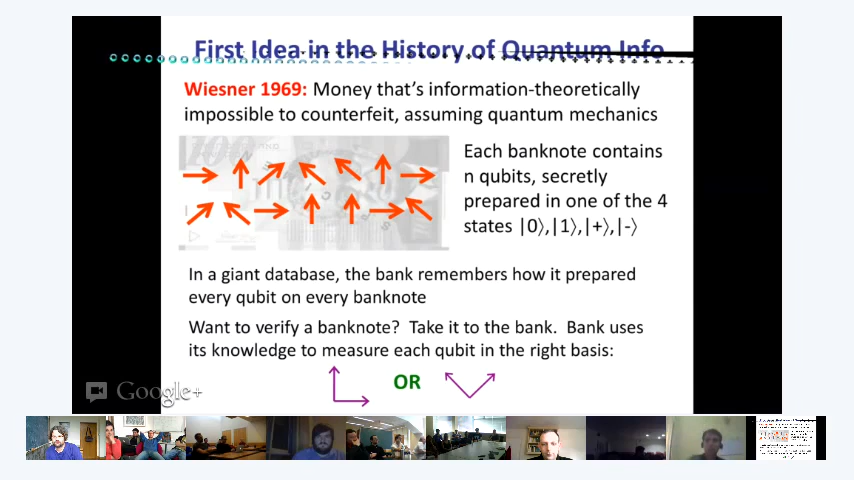 First Idea in the History of Quantum Info
Wiesner 1969: Money that's information-theoretically
impossible to counterfeit, assuming quantum mechanics
Each banknote contains
n qubits, secretly
prepared in one of the 4
states |0⟩,|1⟩,|+⟩,|-⟩
In a giant database, the bank remembers how it prepared
every qubit on every banknote
Want to verify a banknote? Take it to the bank. Bank uses
its knowledge to measure each qubit in the right basis:
OR
Google+